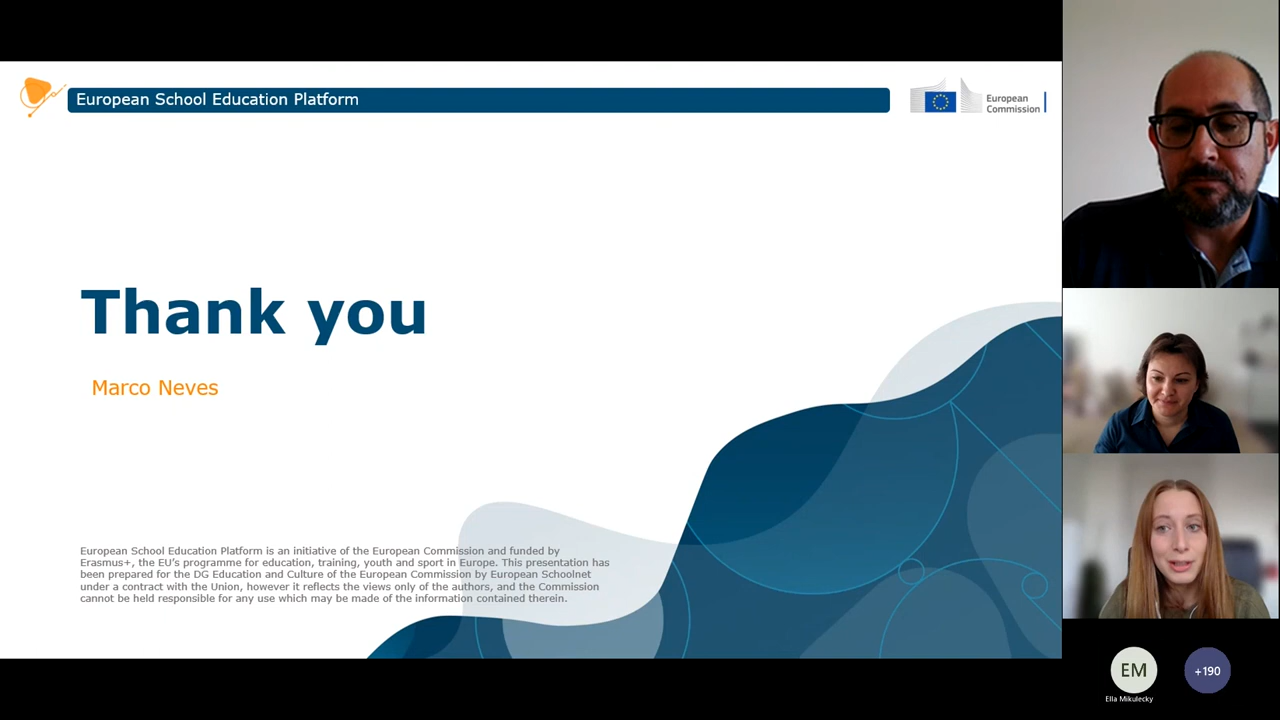 European School Education Platform
European
Commission
Thank you
Marco Neves
European School Education Platform is an initiative of the European Commission and funded by
Erasmus+, the EU's programme for education, training, youth and sport in Europe. This presentation has
been prepared for the DG Education and Culture of the European Commission by European Schoolnet
under a contract with the Union, however it reflects the views only of the authors, and the Commission
cannot be held responsible for any use which may be made of the information contained therein.
EM
+190
Ella Mikulecky